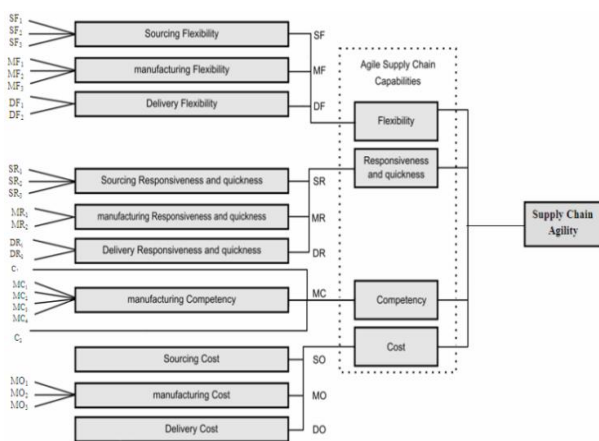 SF1
SF2
SF3
Sourcing Flexibility
SF
MF1
MF2
MF3
manufacturing Flexibility
MF
DF1
DF2
Delivery Flexibility
DF
Agile Supply Chain
Capabilities
Flexibility
Responsiveness
and quickness
SR1
SR2
Sourcing Responsiveness and quickness
SR
MR1
MR2
manufacturing Responsiveness and quickness
MR
DR1
Delivery Responsiveness and quickness
DR
Supply Chain
Agility
MC1
MC2
MC3
MC4
manufacturing Competency
MC
Competency
Cost
Sourcing Cost
SO
MO1
MO2
MO3
manufacturing Cost
MO
Delivery Cost
DO